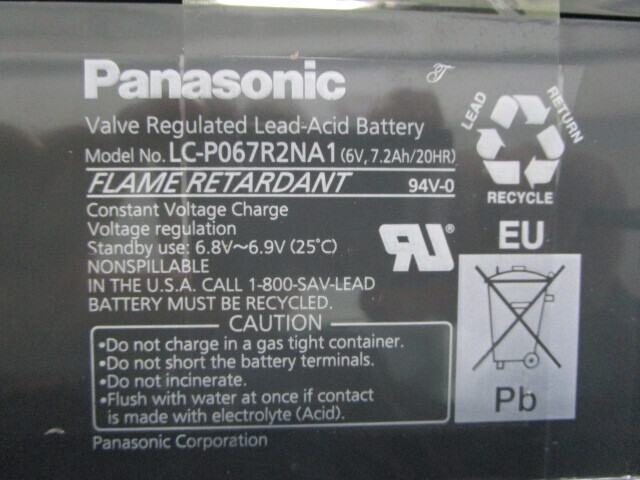 Panasonic
Valve Regulated Lead-Acid Battery
Model No. LC-P067R2NA1 (6V, 7.2Ah/20HR)
FLAME RETARDANT 94V-0
Constant Voltage Charge
Voltage regulation
Standby use: 6.8V~6.9V (25°C)
NONSPILLABLE
IN THE U.S.A. CALL 1-800-SAV-LEAD
BATTERY MUST BE RECYCLED.
CAUTION
•Do not charge in a gas tight container.
•Do not short the battery terminals.
•Do not incinerate.
•Flush with water at once if contact
is made with electrolyte (Acid).
Panasonic Corporation
LEAD
RETURN
RECYCLE
EU
Pb